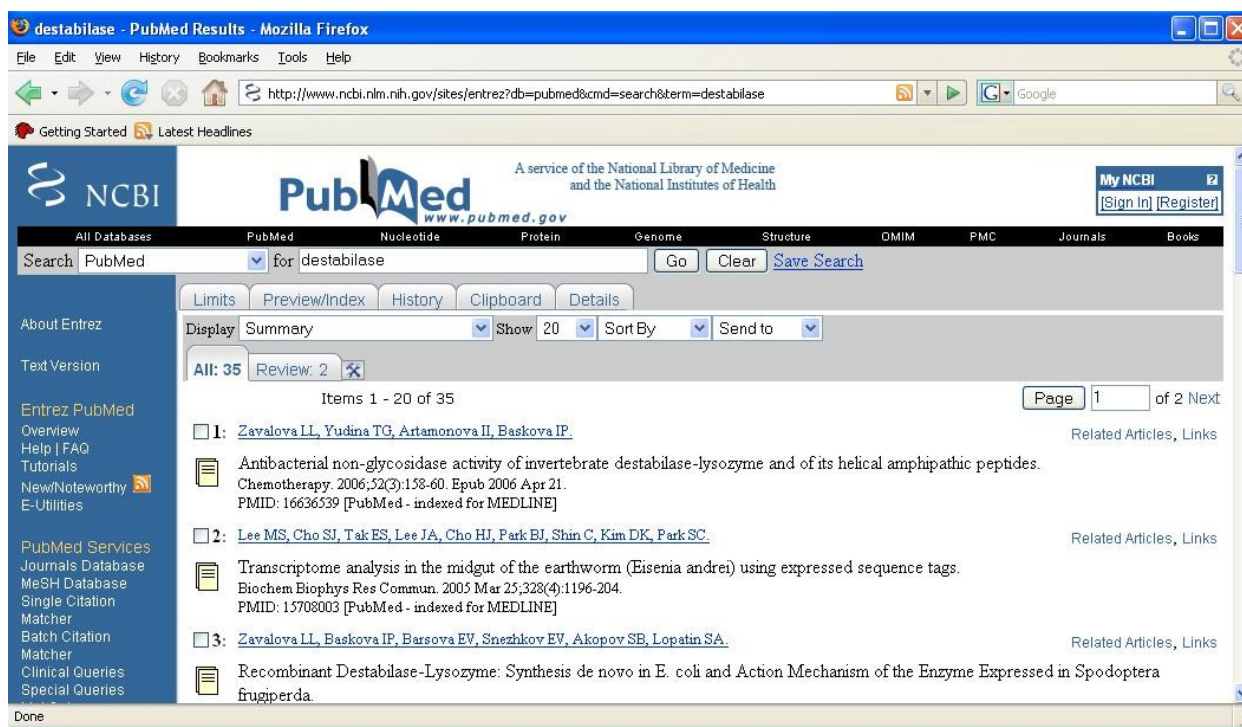 destabilase - PubMed Results - Mozilla Firefox
File Edit View History Bookmarks Tools Help
http://www.ncbi.nlm.nih.gov/sites/entrez?db=pubmed&cmd=search&term=destabilase
G Google
Getting Started Latest Headlines
NCBI
PubMed
www.pubmed.gov
A service of the National Library of Medicine
and the National Institutes of Health
My NCBI ?
[Sign In] [Register]
All Databases PubMed Nucleotide Protein Genome Structure OMIM PMC Journals Books
Search PubMed for destabilase Go Clear Save Search
Limits Preview/Index History Clipboard Details
Display Summary Show 20 Sort By Send to
All: 35 Review: 2
Items 1 - 20 of 35 Page 1 of 2 Next
1: Zavalova LL, Yudina TG, Artamonova II, Baskova IP. Related Articles, Links
Antibacterial non-glycosidase activity of invertebrate destabilase-lysozyme and of its helical amphipathic peptides.
Chemotherapy. 2006;52(3):158-60. Epub 2006 Apr 21.
PMID: 16636539 [PubMed - indexed for MEDLINE]
2: Lee MS, Cho SJ, Tak ES, Lee JA, Cho HJ, Park BJ, Shin C, Kim DK, Park SC. Related Articles, Links
Transcriptome analysis in the midgut of the earthworm (Eisenia andrei) using expressed sequence tags.
Biochem Biophys Res Commun. 2005 Mar 25;328(4):1196-204.
PMID: 15708003 [PubMed - indexed for MEDLINE]
3: Zavalova LL, Baskova IP, Barsova EV, Snezhkov EV, Akopov SB, Lopatin SA. Related Articles, Links
Recombinant Destabilase-Lysozyme: Synthesis de novo in E. coli and Action Mechanism of the Enzyme Expressed in Spodoptera
frugiperda.
About Entrez
Text Version
Entrez PubMed
Overview
Help | FAQ
Tutorials
New/Noteworthy
E-Utilities
PubMed Services
Journals Database
MeSH Database
Single Citation
Matcher
Batch Citation
Matcher
Clinical Queries
Special Queries
Done